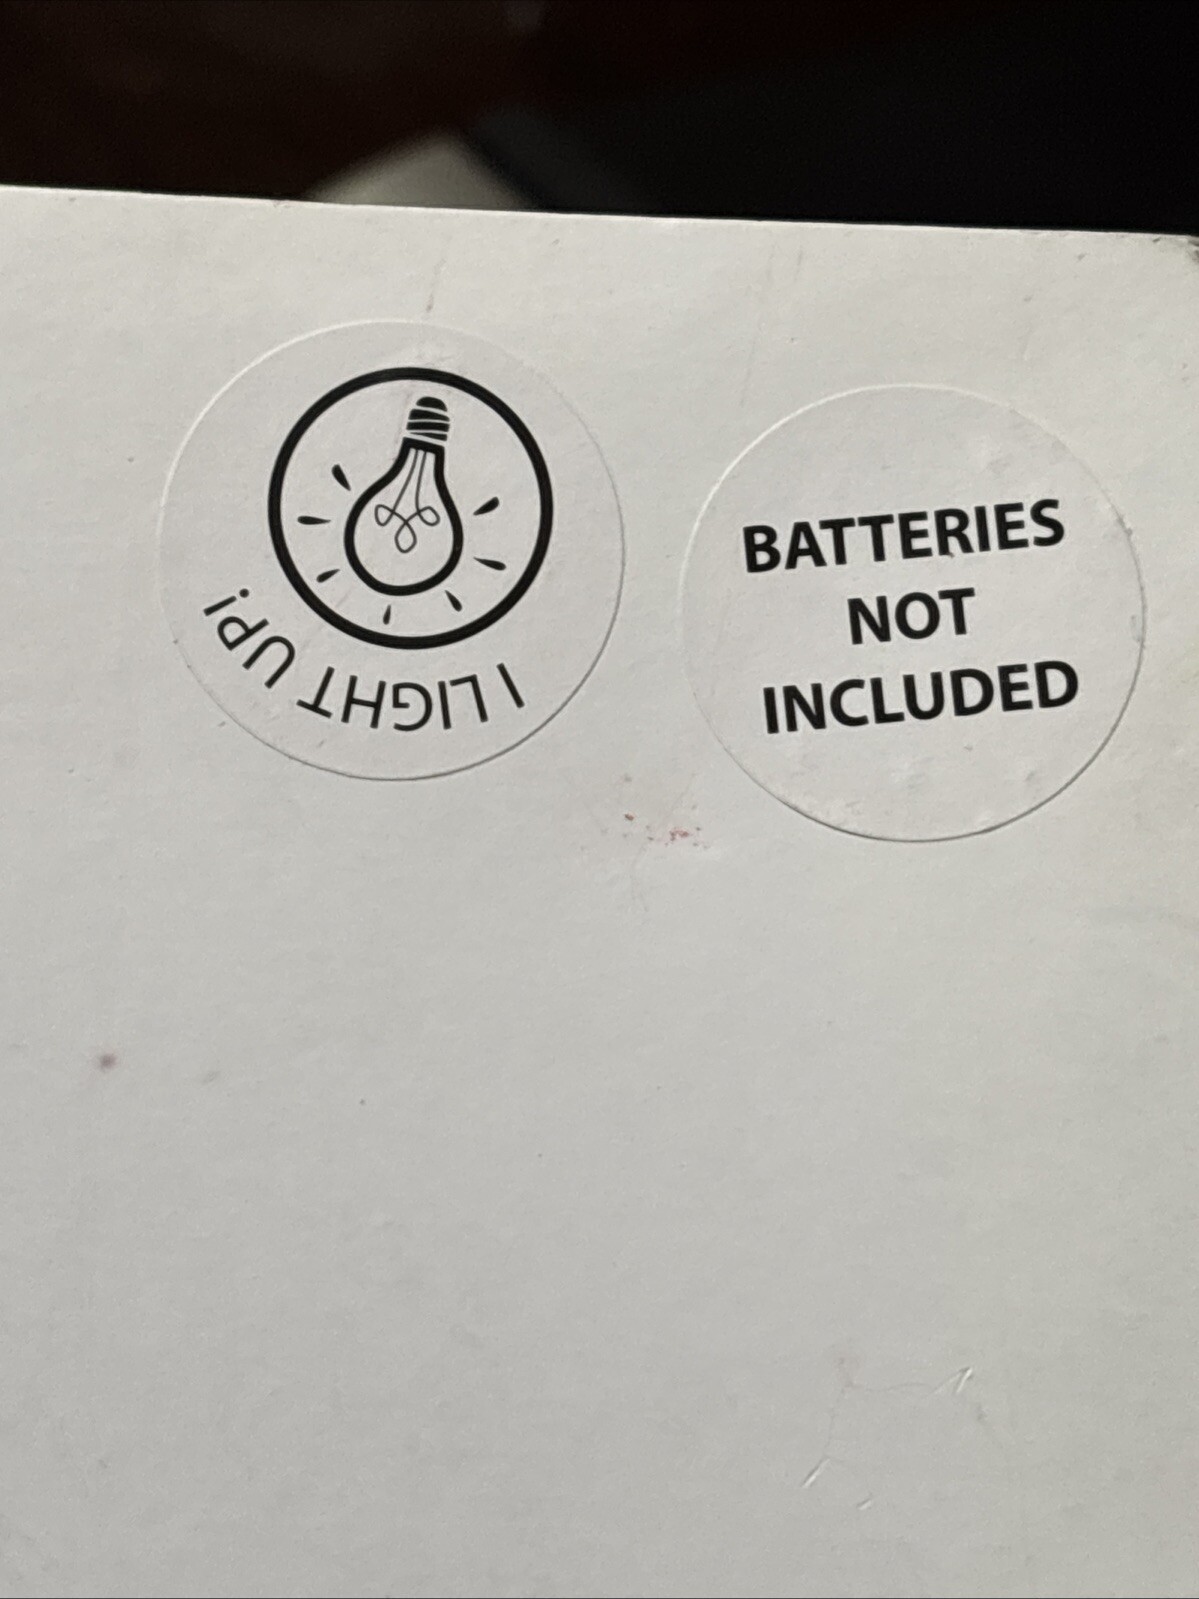 I LIGHT UP!
BATTERIES
NOT
INCLUDED